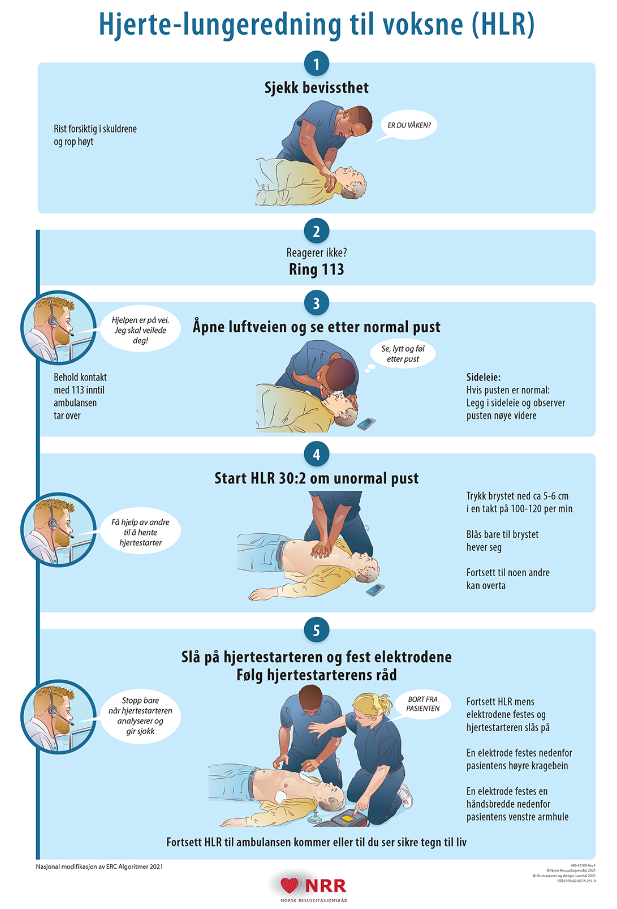 Hjerte-lungeredning til voksne (HLR)
1
Sjekk bevissthet
Rist forsiktig i skuldrene
og rop høyt
ER DU VÅKEN?
2
Reagerer ikke?
Ring 113
3
Åpne luftveien og se etter normal pust
Hjelpen er på vei.
Jeg skal veilede
deg!
Se, lytt og føl
etter pust
Behold kontakt
med 113 inntil
ambulansen
tar over
Sideleie:
Hvis pusten er normal:
Legg i sideleie og observer
pusten nøye videre
4
Start HLR 30:2 om unormal pust
Få hjelp av andre
til å hente
hjertestarter
Trykk brystet ned ca 5-6 cm
i en takt på 100-120 per min
Blås bare til brystet
hever seg
Fortsett til noen andre
kan overta
5
Slå på hjertestarteren og fest elektrodene
Følg hjertestarterens råd
Stopp bare
når hjertestarteren
analyserer og
gir sjokk
BORT FRA
PASIENTEN
Fortsett HLR mens
elektrodene festes og
hjertestarteren slås på
En elektrode festes nedenfor
pasientens høyre kragebein
En elektrode festes en
håndsbredde nedenfor
pasientens venstre armhule
Fortsett HLR til ambulansen kommer eller til du ser sikre tegn til liv
Nasjonal modifikasjon av ERC Algoritmer 2021
NRR
NORSK RESUSCITASJONSRÅD